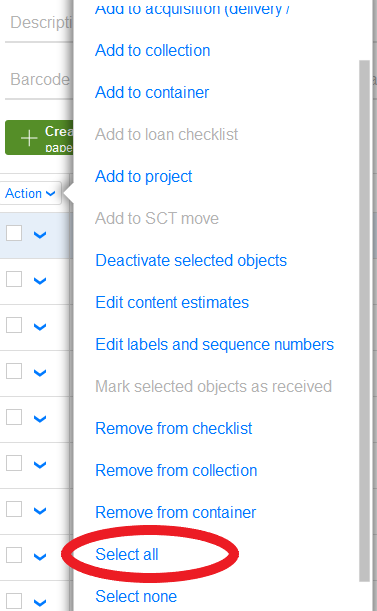 Add to acquisition (delivery /
Descripti
Add to collection
Barcode
Add to container
Crea
pape
Add to loan checklist
Add to project
Action
Add to SCT move
Deactivate selected objects
Edit content estimates
Edit labels and sequence numbers
Mark selected objects as received
Remove from checklist
Remove from collection
Remove from container
Select all
Select none